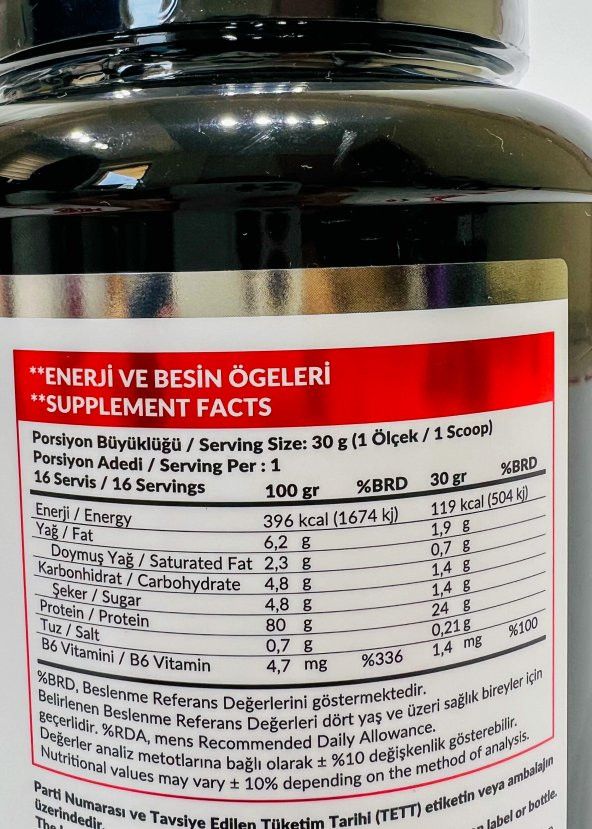 **ENERJİ VE BESİN ÖGELERİ
**SUPPLEMENT FACTS
Porsiyon Büyüklüğü / Serving Size: 30 g (1 Ölçek / 1 Scoop)
Porsiyon Adedi / Serving Per : 1
16 Servis / 16 Servings 100 gr %BRD 30 gr %BRD
Enerji / Energy 396 kcal (1674 kj) 119 kcal (504 kj)
Yağ / Fat 6,2 g 1,9 g
Doymuş Yağ / Saturated Fat 2,3 g 0,7 g
Karbonhidrat / Carbohydrate 4,8 g 1,4 g
Şeker / Sugar 4,8 g 1,4 g
Protein / Protein 80 g 24 g
Tuz / Salt 0,7 g 0,21 g
B6 Vitamini / B6 Vitamin 4,7 mg %336 1,4 mg %100
%BRD, Beslenme Referans Değerlerini göstermektedir.
Belirlenen Beslenme Referans Değerleri dört yaş ve üzeri sağlık bireyler için
geçerlidir. %RDA, mens Recommended Daily Allowance.
Değerler analiz metotlarına bağlı olarak ± %10 değişkenlik gösterebilir.
Nutritional values may vary ± 10% depending on the method of analysis.
Parti Numarası ve Tavsiye Edilen Tüketim Tarihi (TETT) etiketin veya ambalajın
üzerindedir.
on label or bottle.